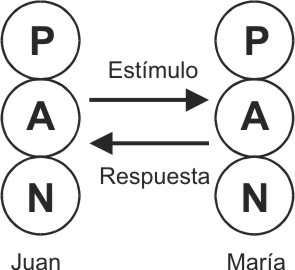 P P
Estímulo
A A
Respuesta
N N
Juan María